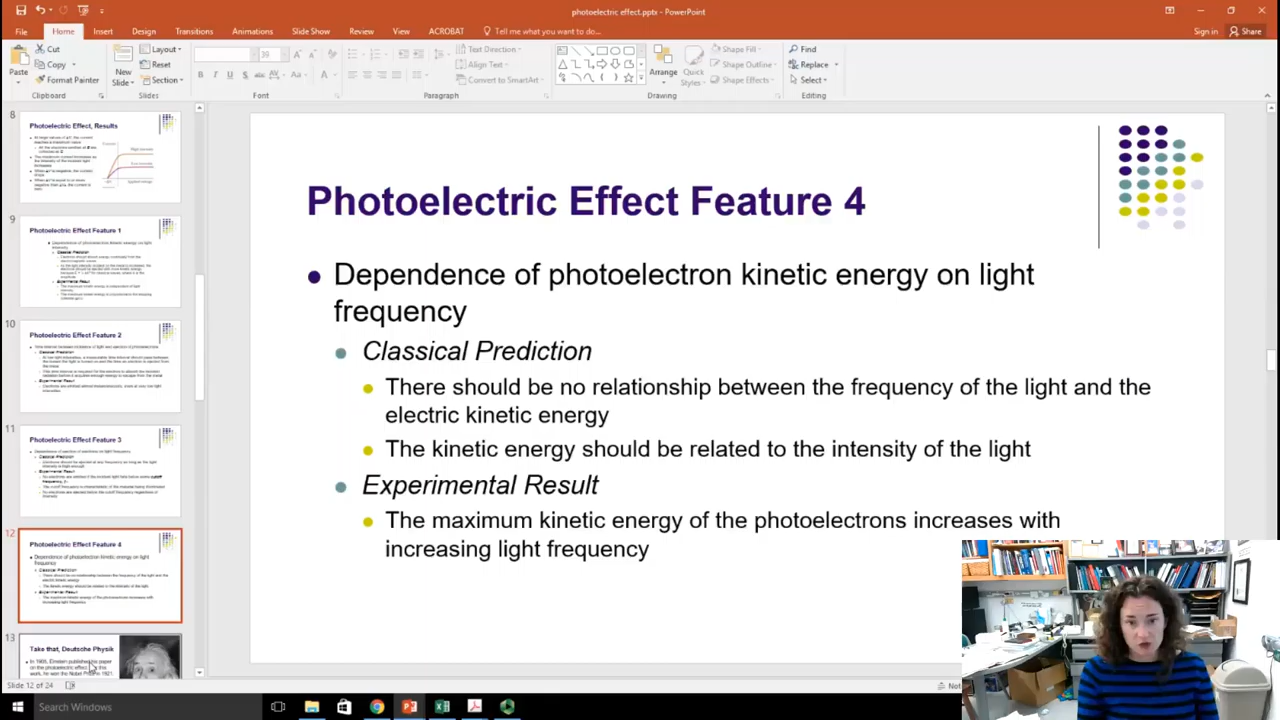 photoelectric effect.pptx - PowerPoint
File Home Insert Design Transitions Animations Slide Show Review View ACROBAT Tell me what you want to do... Sign in Share
Paste
Cut
Copy
Format Painter
Clipboard
New
Slide
Layout
Reset
Section
Slides
Font
Text Direction
Align Text
Convert to SmartArt
Paragraph
Arrange
Quick
Styles
Shape Fill
Shape Outline
Shape Effects
Drawing
Find
Replace
Select
Editing
8
Photoelectric Effect, Results
9
Photoelectric Effect Feature 1
10
Photoelectric Effect Feature 2
11
Photoelectric Effect Feature 3
12
Photoelectric Effect Feature 4
13
Take that, Deutsche Physik
Photoelectric Effect Feature 4
Dependence of photoelectron kinetic energy on light
frequency
Classical Prediction
There should be no relationship between the frequency of the light and the
electric kinetic energy
The kinetic energy should be related to the intensity of the light
Experimental Result
The maximum kinetic energy of the photoelectrons increases with
increasing light frequency
Slide 12 of 24
Search Windows